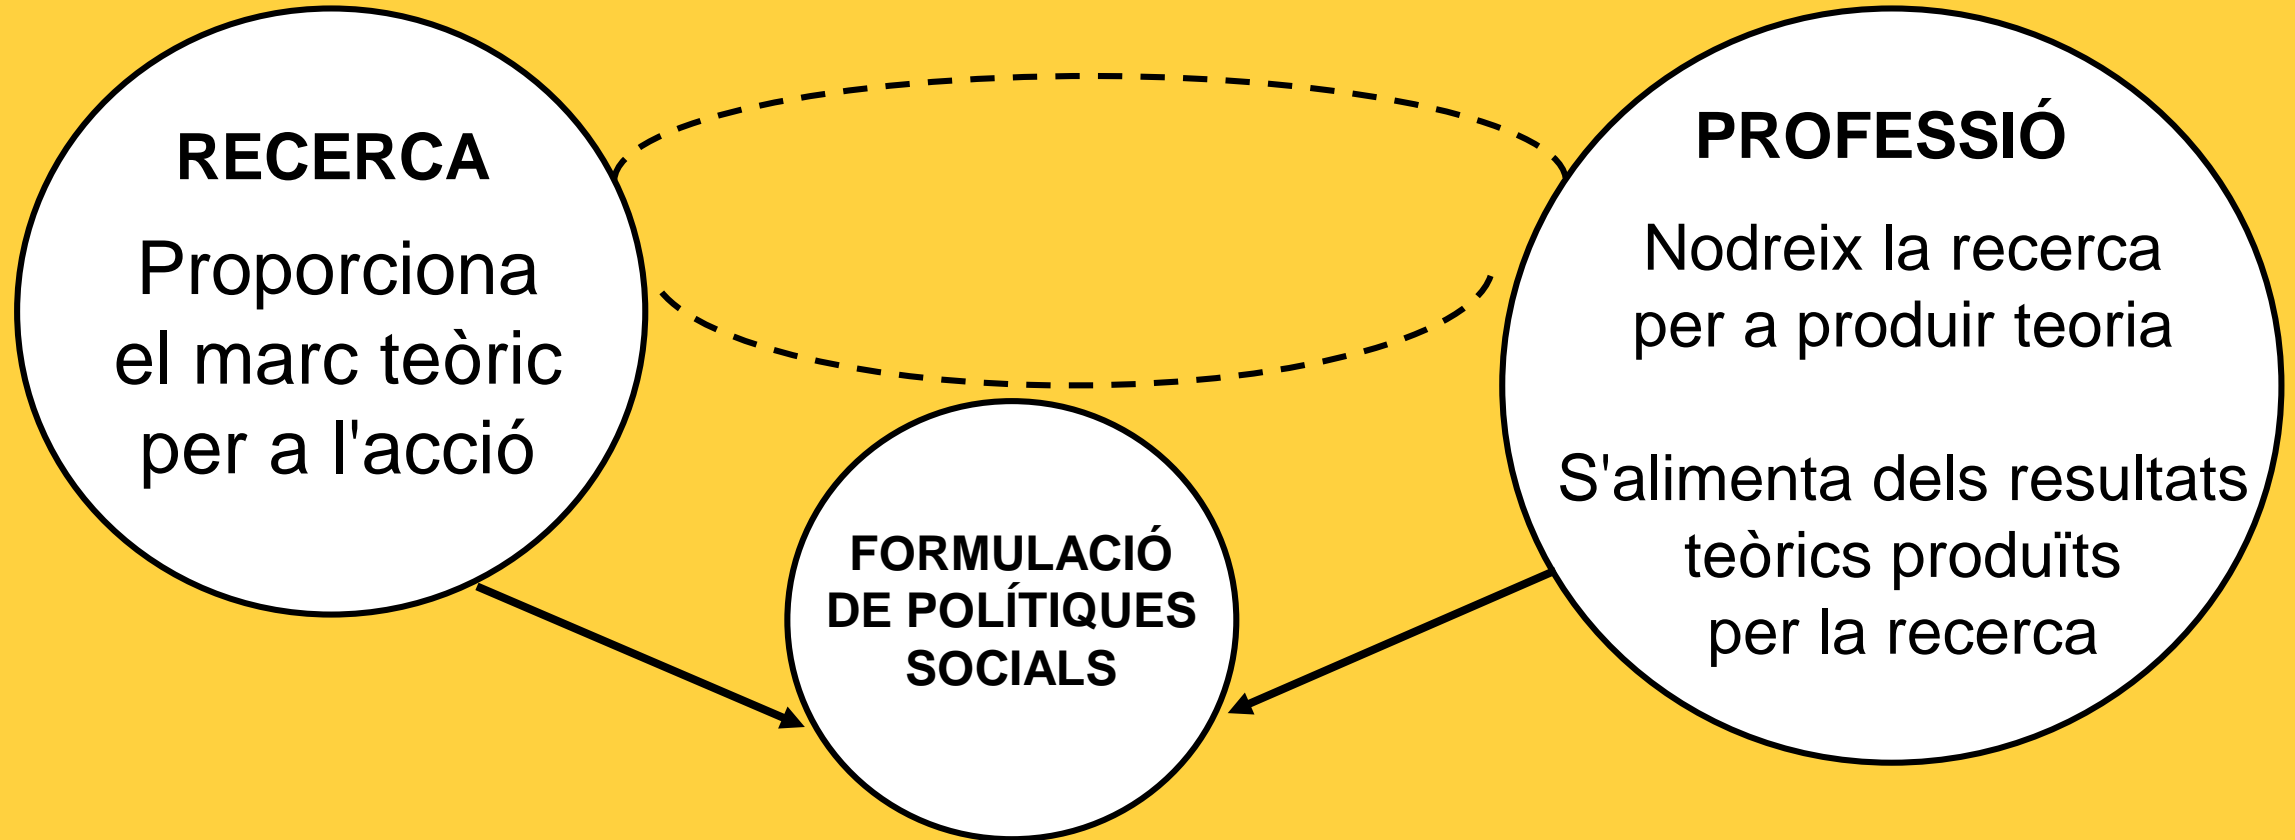 RECERCA
Proporciona
el marc teòric
per a l'acció
PROFESSIÓ
Nodreix la recerca
per a produir teoria
S'alimenta dels resultats
teòrics produïts
per la recerca
FORMULACIÓ
DE POLÍTIQUES
SOCIALS